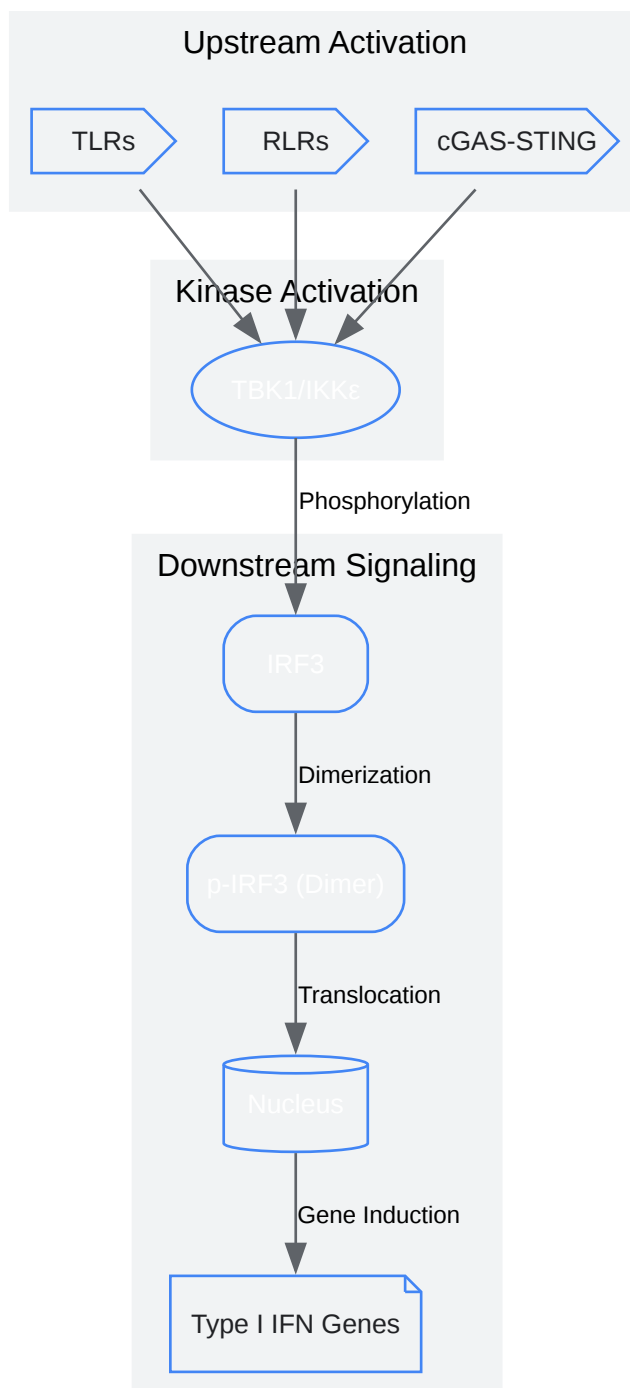 Upstream Activation
TLRs
RLRs
cGAS-STING
Kinase Activation
TBK1/IKKε
Phosphorylation
Downstream Signaling
IRF3
Dimerization
p-IRF3 (Dimer)
Translocation
Nucleus
Gene Induction
Type I IFN Genes